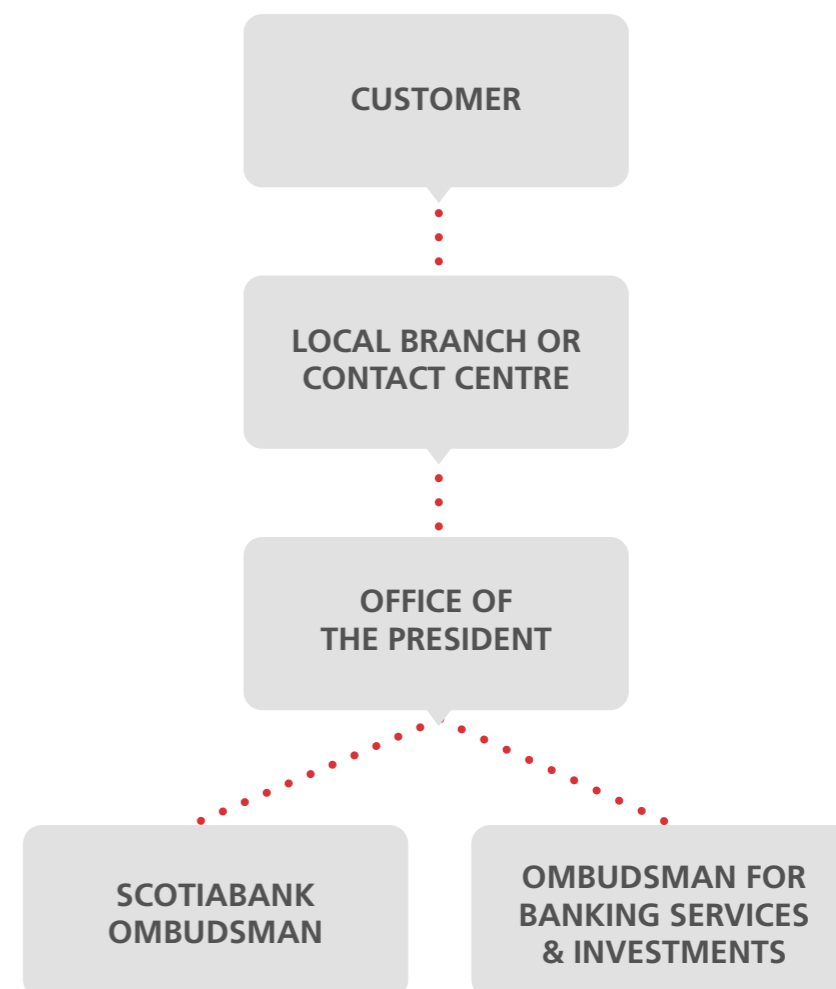 CUSTOMER
LOCAL BRANCH OR
CONTACT CENTRE
OFFICE OF
THE PRESIDENT
SCOTIABANK
OMBUDSMAN
OMBUDSMAN FOR
BANKING SERVICES
& INVESTMENTS